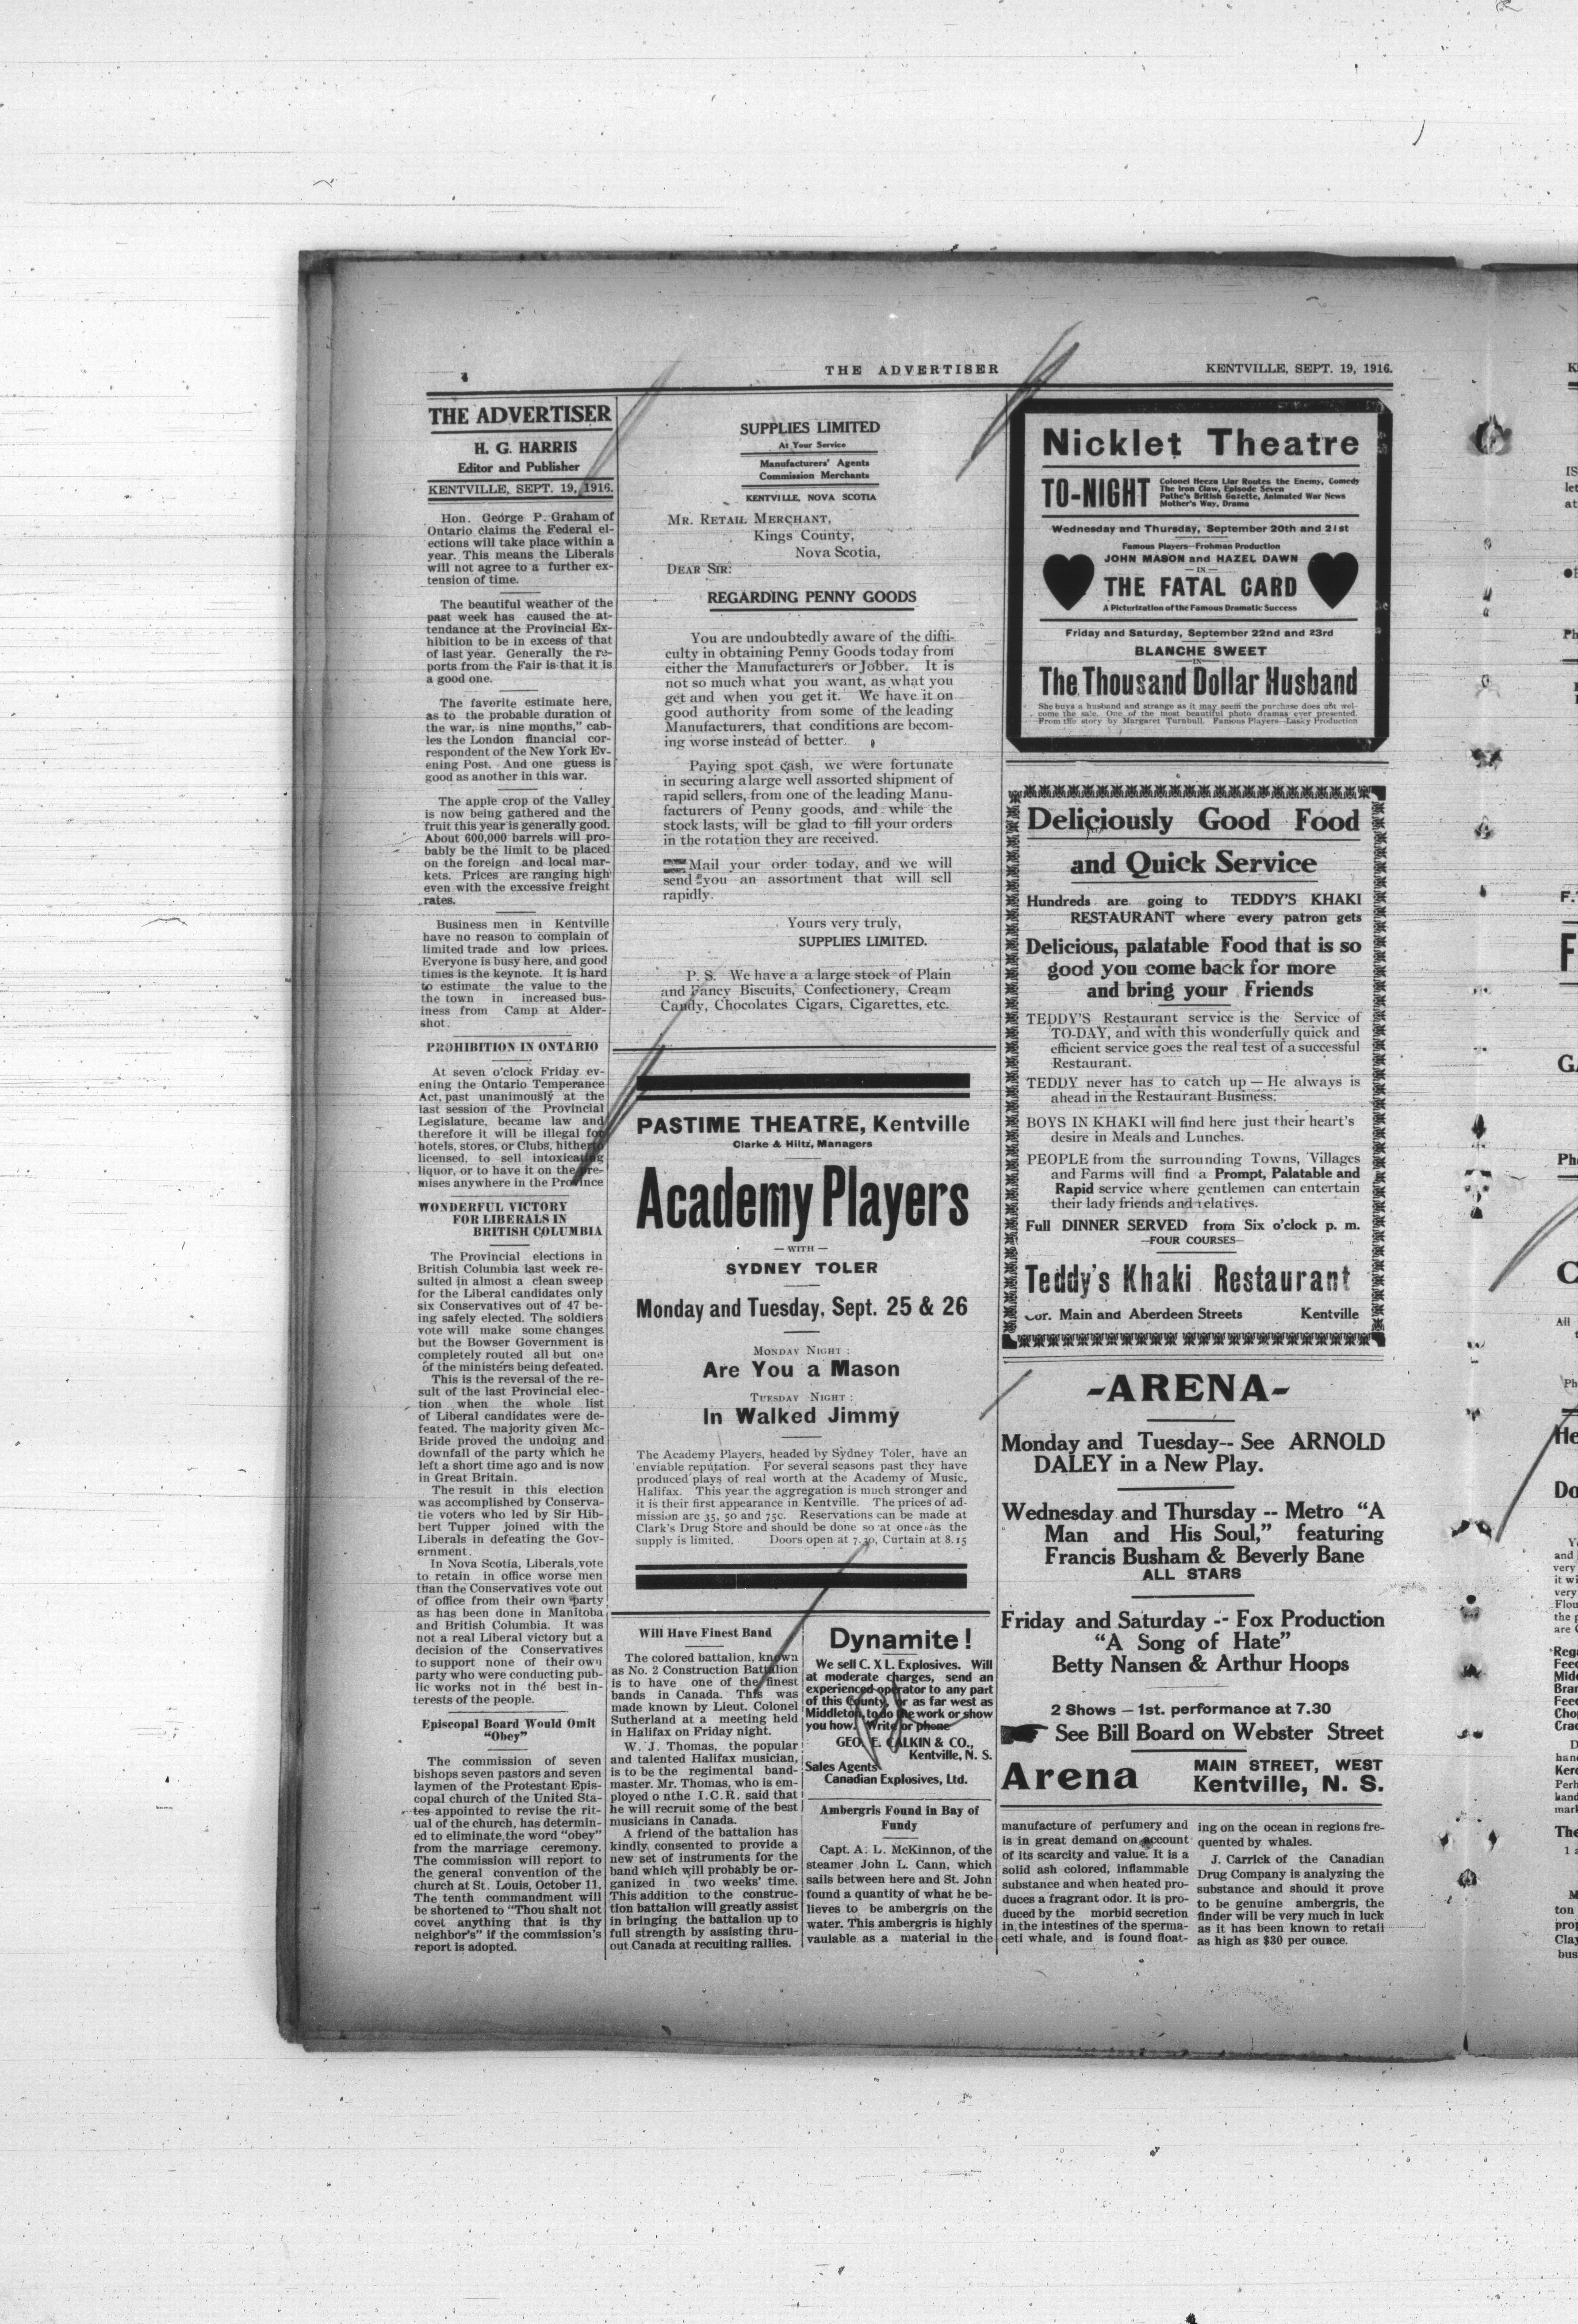 THE ADVERTISER
KENTVILLE, SEPT. 19, 1916.
THE ADVERTISER
H. G. HARRIS
Editor and Publisher
KENTVILLE, SEPT. 19, 1916.
Hon. George P. Graham of
Ontario claims the Federal el-
ections will take place within a
year. This means the Liberals
will not agree to a further ex-
tension of time.
The beautiful weather of the
past week has caused the at-
tendance at the Provincial Ex-
hibition to be in excess of that
of last year. Generally the re-
ports from the Fair is that it is
a good one.
The favorite estimate here,
as to the probable duration of
the war, is nine months," cab-
les the London financial cor-
respondent of the New York Ev-
ening Post. And one guess is
good as another in this war.
The apple crop of the Valley
is now being gathered and the
fruit this year is generally good.
About 600,000 barrels will pro-
bably be the limit to be placed
on the foreign and local mar-
kets. Prices are ranging high
even with the excessive freight
rates.
Business men in Kentville
have no reason to complain of
limited trade and low prices.
Everyone is busy here, and good
times is the keynote. It is hard
to estimate the value to the
the town in increased bus-
iness from Camp at Alder-
shot.
PROHIBITION IN ONTARIO
At seven o'clock Friday ev-
ening the Ontario Temperance
Act, past unanimously at the
last session of the Provincial
Legislature, became law and
therefore it will be illegal for
hotels, stores, or Clubs, hitherto
licensed, to sell intoxicating
liquor, or to have it on the pre-
mises anywhere in the Province
WONDERFUL VICTORY
FOR LIBERALS IN
BRITISH COLUMBIA
The Provincial elections in
British Columbia last week re-
sulted in almost a clean sweep
for the Liberal candidates only
six Conservatives out of 47 be-
ing safely elected. The soldiers
vote will make some changes
but the Bowser Government is
completely routed all but one
of the ministers being defeated.
This is the reversal of the re-
sult of the last Provincial elec-
tion when the whole list
of Liberal candidates were de-
feated. The majority given Mc-
Bride proved the undoing and
downfall of the party which he
left a short time ago and is now
in Great Britain.
The result in this election
was accomplished by Conserva-
tie voters who led by Sir Hib-
bert Tupper joined with the
Liberals in defeating the Gov-
ernment.
In Nova Scotia, Liberals vote
to retain in office worse men
than the Conservatives vote out
of office from their own party
as has been done in Manitoba
and British Columbia. It was
not a real Liberal victory but a
decision of the Conservatives
to support none of their own
party who were conducting pub-
lic works not in the best in-
terests of the people.
Episcopal Board Would Omit
"Obey"
The commission of seven
bishops seven pastors and seven
laymen of the Protestant Epis-
copal church of the United Sta-
tes appointed to revise the rit-
ual of the church, has determin-
ed to eliminate the word "obey"
from the marriage ceremony.
The commission will report to
the general convention of the
church at St. Louis, October 11,
The tenth commandment will
be shortened to "Thou shalt not
covet anything that is thy
neighbor's" if the commission's
report is adopted.
SUPPLIES LIMITED
At Your Service
Manufacturers' Agents
Commission Merchants
KENTVILLE, NOVA SCOTIA
MR. RETAIL MERCHANT,
Kings County,
Nova Scotia,
DEAR SIR:
REGARDING PENNY GOODS
You are undoubtedly aware of the diffi-
culty in obtaining Penny Goods today from
either the Manufacturers or Jobber. It is
not so much what you want, as what you
get and when you get it. We have it on
good authority from some of the leading
Manufacturers, that conditions are becom-
ing worse instead of better.
Paying spot cash, we were fortunate
in securing a large well assorted shipment of
rapid sellers, from one of the leading Manu-
facturers of Penny goods, and while the
stock lasts, will be glad to fill your orders
in the rotation they are received.
Mail your order today, and we will
send you an assortment that will sell
rapidly.
Yours very truly,
SUPPLIES LIMITED.
P. S. We have a a large stock of Plain
and Fancy Biscuits, Confectionery, Cream
Candy, Chocolates Cigars, Cigarettes, etc.
PASTIME THEATRE, Kentville
Clarke & Hiltz, Managers
Academy Players
— WITH —
SYDNEY TOLER
Monday and Tuesday, Sept. 25 & 26
MONDAY NIGHT :
Are You a Mason
TUESDAY NIGHT :
In Walked Jimmy
The Academy Players, headed by Sydney Toler, have an
enviable reputation. For several seasons past they have
produced plays of real worth at the Academy of Music,
Halifax. This year the aggregation is much stronger and
it is their first appearance in Kentville. The prices of ad-
mission are 35, 50 and 75c. Reservations can be made at
Clark's Drug Store and should be done so at once as the
supply is limited. Doors open at 7.30, Curtain at 8.15
Will Have Finest Band
The colored battalion, known
as No. 2 Construction Battalion
is to have one of the finest
bands in Canada. This was
made known by Lieut. Colonel
Sutherland at a meeting held
in Halifax on Friday night.
W. J. Thomas, the popular
and talented Halifax musician,
is to be the regimental band-
master. Mr. Thomas, who is em-
ployed o nthe I.C.R. said that
he will recruit some of the best
musicians in Canada.
A friend of the battalion has
kindly consented to provide a
new set of instruments for the
band which will probably be or-
ganized in two weeks' time.
This addition to the construc-
tion battalion will greatly assist
in bringing the battalion up to
full strength by assisting thru-
out Canada at recuiting rallies.
Dynamite!
We sell C. X L. Explosives. Will
at moderate charges, send an
experienced operator to any part
of this County, or as far west as
Middleton, to do the work or show
you how. Write or phone
GEO. E. CALKIN & CO.,
Kentville, N. S.
Sales Agents
Canadian Explosives, Ltd.
Ambergris Found in Bay of
Fundy
Capt. A. L. McKinnon, of the
steamer John L. Cann, which
sails between here and St. John
found a quantity of what he be-
lieves to be ambergris on the
water. This ambergris is highly
vaulable as a material in the
manufacture of perfumery and
is in great demand on account
of its scarcity and value. It is a
solid ash colored, inflammable
substance and when heated pro-
duces a fragrant odor. It is pro-
duced by the morbid secretion
in the intestines of the sperma-
ceti whale, and is found float-
ing on the ocean in regions fre-
quented by whales.
J. Carrick of the Canadian
Drug Company is analyzing the
substance and should it prove
to be genuine ambergris, the
finder will be very much in luck
as it has been known to retail
as high as $30 per ounce.
Nicklet Theatre
TO-NIGHT
Colonel Heeza Liar Routes the Enemy, Comedy
The Iron Claw, Episode Seven
Pathe's British Gazette, Animated War News
Mother's Way, Drama
Wednesday and Thursday, September 20th and 21st
Famous Players—Frohman Production
JOHN MASON and HAZEL DAWN
— IN —
THE FATAL CARD
A Picturization of the Famous Dramatic Success
Friday and Saturday, September 22nd and 23rd
BLANCHE SWEET
—IN—
The Thousand Dollar Husband
She buys a husband and strange as it may seem the purchase does not wel-
come the sale. One of the most beautiful photo dramas ever presented.
From the story by Margaret Turnbull. Famous Players—Lasky Production
Deliciously Good Food
and Quick Service
Hundreds are going to TEDDY'S KHAKI
RESTAURANT where every patron gets
Delicious, palatable Food that is so
good you come back for more
and bring your Friends
TEDDY'S Restaurant service is the Service of
TO-DAY, and with this wonderfully quick and
efficient service goes the real test of a successful
Restaurant.
TEDDY never has to catch up — He always is
ahead in the Restaurant Business:
BOYS IN KHAKI will find here just their heart's
desire in Meals and Lunches.
PEOPLE from the surrounding Towns, Villages
and Farms will find a Prompt, Palatable and
Rapid service where gentlemen can entertain
their lady friends and relatives.
Full DINNER SERVED from Six o'clock p. m.
—FOUR COURSES—
Teddy's Khaki Restaurant
Cor. Main and Aberdeen Streets Kentville
-ARENA-
Monday and Tuesday-- See ARNOLD
DALEY in a New Play.
Wednesday and Thursday -- Metro "A
Man and His Soul," featuring
Francis Busham & Beverly Bane
ALL STARS
Friday and Saturday -- Fox Production
"A Song of Hate"
Betty Nansen & Arthur Hoops
2 Shows — 1st. performance at 7.30
See Bill Board on Webster Street
Arena
MAIN STREET, WEST
Kentville, N. S.